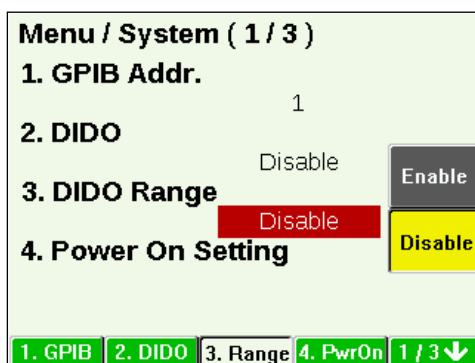 Menu / System ( 1 / 3 )
1. GPIB Addr.
1
2. DIDO
Disable
Enable
3. DIDO Range
Disable
Disable
4. Power On Setting
1. GPIB 2. DIDO 3. Range 4. PwrOn 1 / 3